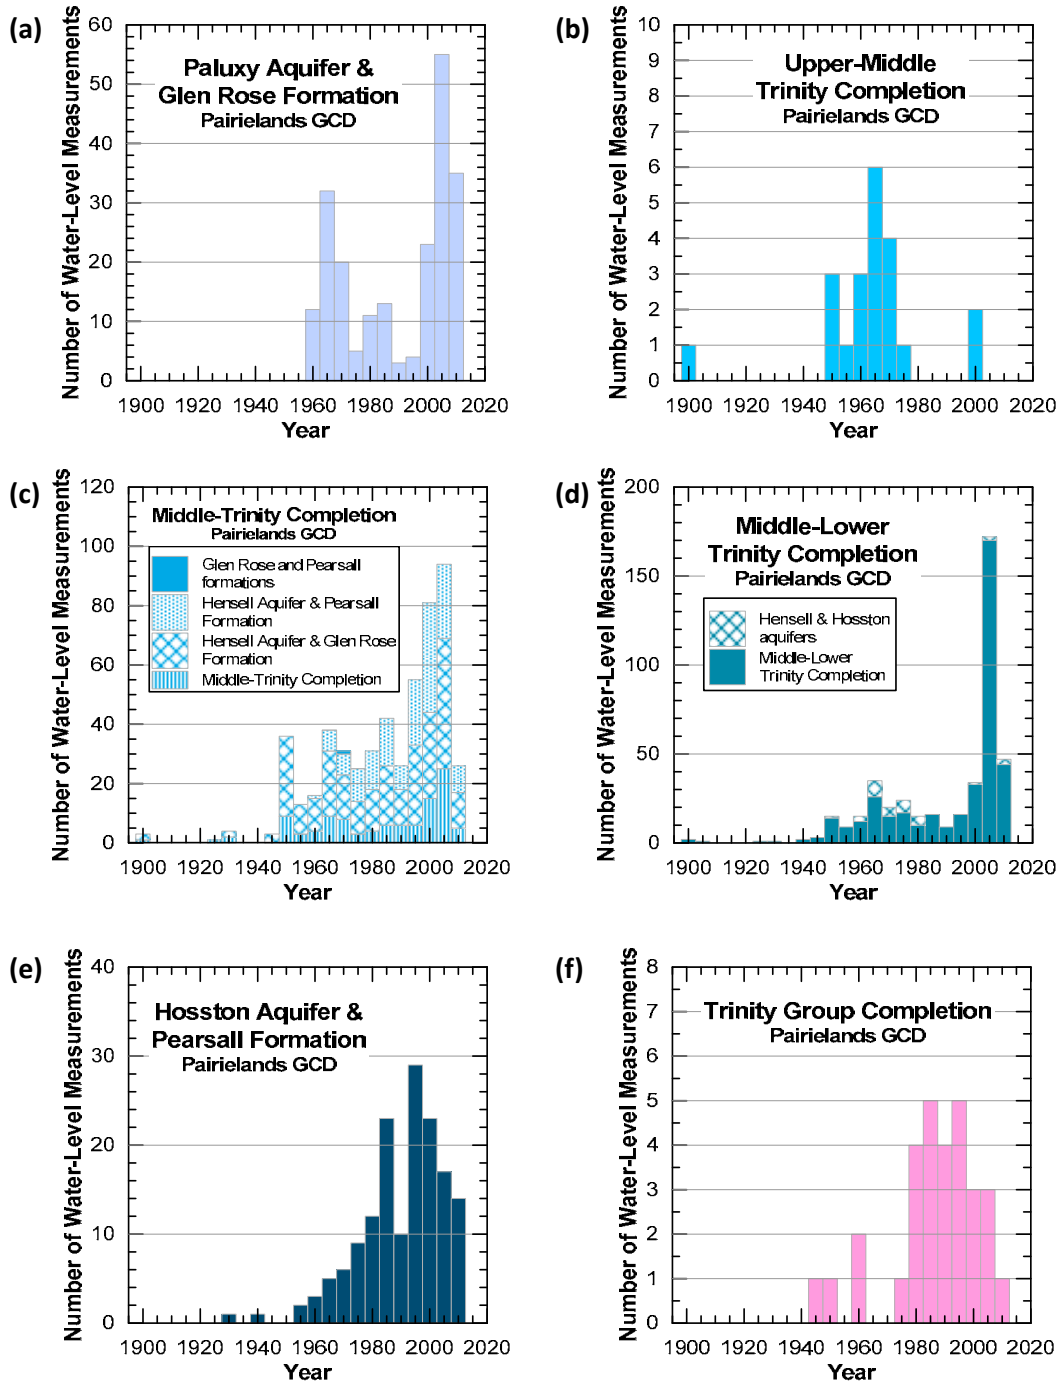 (a)
Number of Water-Level Measurements
60
50
40
30
20
10
0
Paluxy Aquifer &
Glen Rose Formation
Pairielands GCD
1900 1920 1940 1960 1980 2000 2020
Year
(b)
Number of Water-Level Measurements
10
9
8
7
6
5
4
3
2
1
0
Upper-Middle
Trinity Completion
Pairielands GCD
1900 1920 1940 1960 1980 2000 2020
Year
(c)
Number of Water-Level Measurements
120
100
80
60
40
20
0
Middle-Trinity Completion
Pairielands GCD
Glen Rose and Pearsall
formations
Hensell Aquifer & Pearsall
Formation
Hensell Aquifer & Glen Rose
Formation
Middle-Trinity Completion
1900 1920 1940 1960 1980 2000 2020
Year
(d)
Number of Water-Level Measurements
200
150
100
50
0
Middle-Lower
Trinity Completion
Pairielands GCD
Hensell & Hosston
aquifers
Middle-Lower
Trinity Completion
1900 1920 1940 1960 1980 2000 2020
Year
(e)
Number of Water-Level Measurements
40
30
20
10
0
Hosston Aquifer &
Pearsall Formation
Pairielands GCD
1900 1920 1940 1960 1980 2000 2020
Year
(f)
Number of Water-Level Measurements
8
7
6
5
4
3
2
1
0
Trinity Group Completion
Pairielands GCD
1900 1920 1940 1960 1980 2000 2020
Year